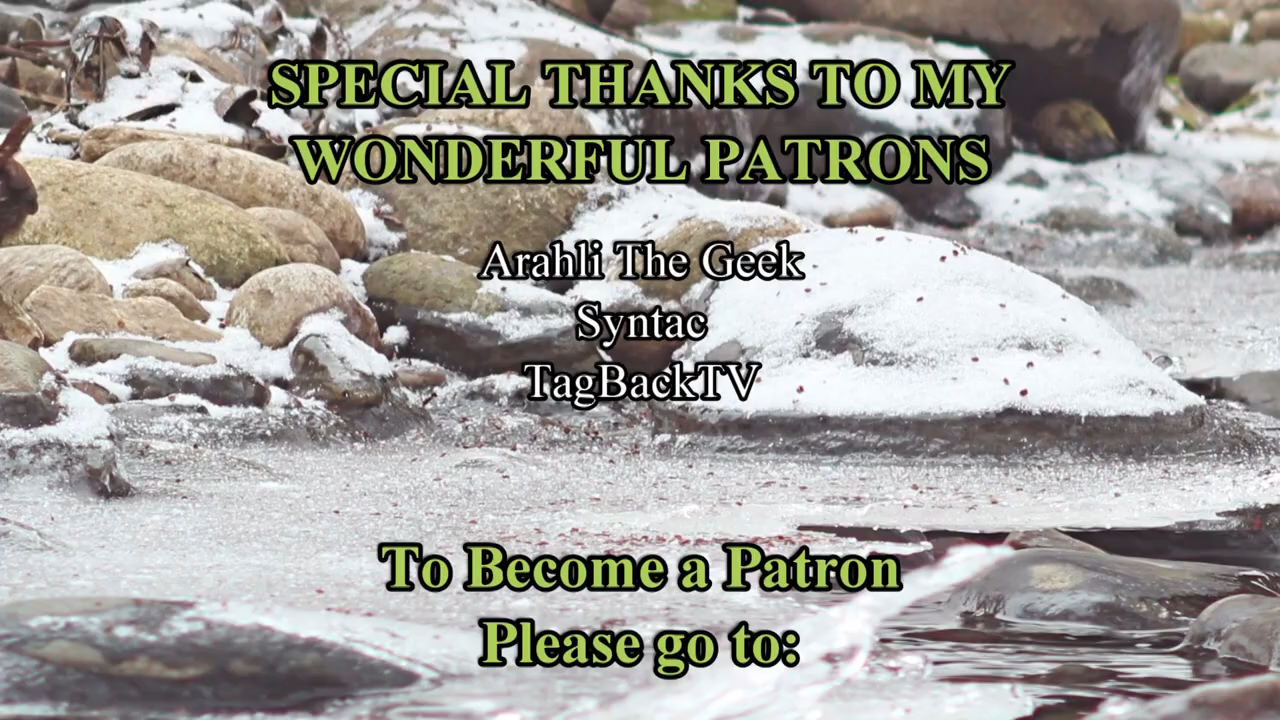 SPECIAL THANKS TO MY
WONDERFUL PATRONS
Arahli The Geek
Syntac
TagBackTV
To Become a Patron
Please go to: